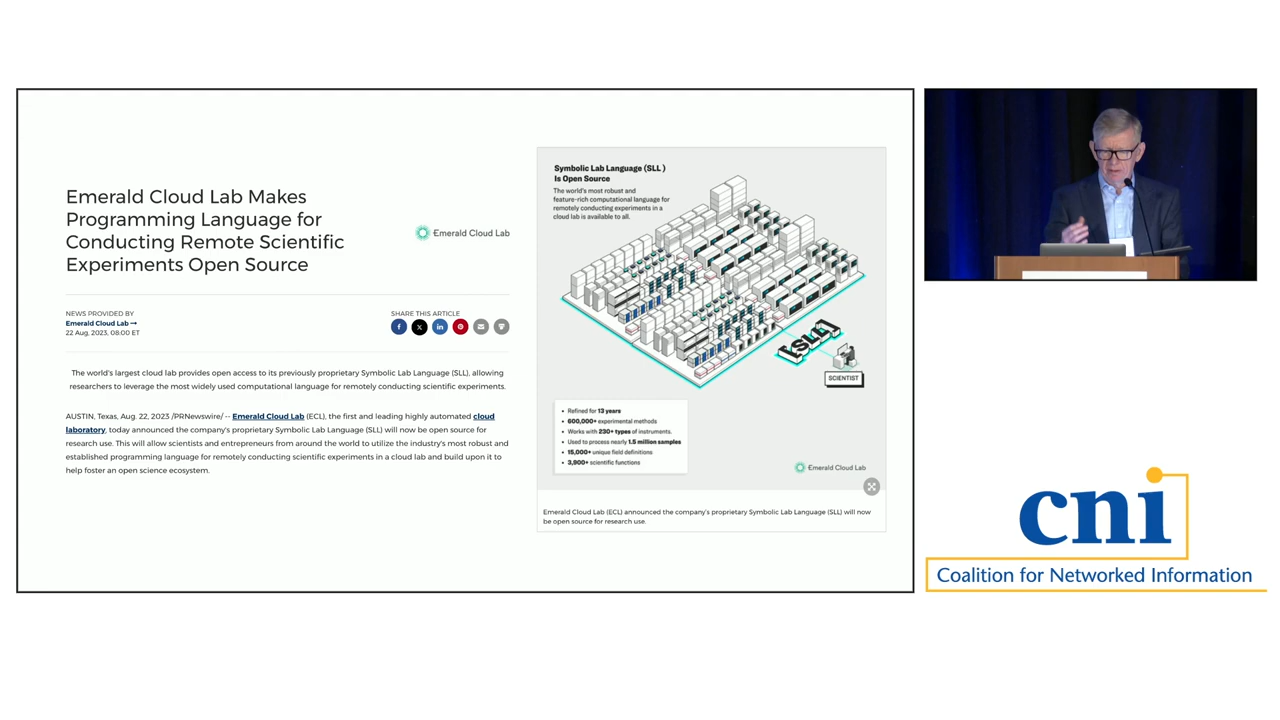 Emerald Cloud Lab Makes
Programming Language for
Conducting Remote Scientific
Experiments Open Source
Emerald Cloud Lab
NEWS PROVIDED BY
Emerald Cloud Lab →
22 Aug, 2023, 08:00 ET
SHARE THIS ARTICLE
The world's largest cloud lab provides open access to its previously proprietary Symbolic Lab Language (SLL), allowing
researchers to leverage the most widely used computational language for remotely conducting scientific experiments.
AUSTIN, Texas, Aug. 22, 2023 /PRNewswire/ -- Emerald Cloud Lab (ECL), the first and leading highly automated cloud
laboratory, today announced the company's proprietary Symbolic Lab Language (SLL) will now be open source for
research use. This will allow scientists and entrepreneurs from around the world to utilize the industry's most robust and
established programming language for remotely conducting scientific experiments in a cloud lab and build upon it to
help foster an open science ecosystem.
Symbolic Lab Language (SLL )
Is Open Source
The world's most robust and
feature-rich computational language for
remotely conducting experiments in a
cloud lab is available to all.
[SLL]
SCIENTIST
• Refined for 13 years
• 600,000+ experimental methods
• Works with 230+ types of instruments.
• Used to process nearly 1.5 million samples
• 15,000+ unique field definitions
• 3,900+ scientific functions
Emerald Cloud Lab
Emerald Cloud Lab (ECL) announced the company's proprietary Symbolic Lab Language (SLL) will now
be open source for research use.
cni
Coalition for Networked Information